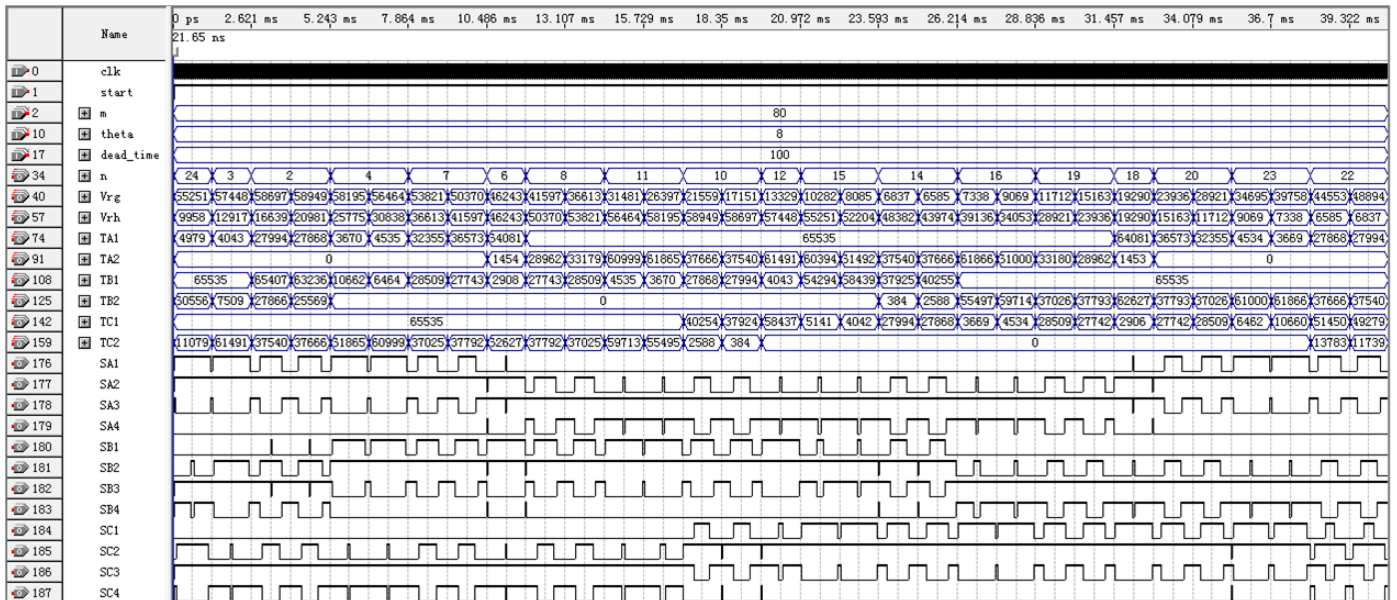 0 ps 2.621 ms 5.243 ms 7.864 ms 10.486 ms 13.107 ms 15.729 ms 18.35 ms 20.972 ms 23.593 ms 26.214 ms 28.836 ms 31.457 ms 34.079 ms 36.7 ms 39.322 ms
Name
21.65 ns
0 clk
1 start
2 m 80
10 theta 8
17 dead_time 100
34 n 24 3 2 4 7 6 8 11 10 12 15 14 16 19 18 20 23 22
40 Vrg 55251 57448 58697 58949 58195 56464 53821 50370 46243 41597 36613 31481 26397 21559 17151 13329 10282 8085 6837 6585 7338 9069 11712 15163 19290 23936 28921 34695 39758 44553 48894
57 Vrh 9958 12917 16639 20981 25775 30838 36613 41597 46243 50370 53821 56464 58195 58949 58697 57448 55251 52204 48382 43974 39136 34053 28921 23936 19290 15163 11712 9069 7338 6585 6837
74 TA1 4979 4043 27994 27868 3670 4535 32355 36573 64081 65535 64081 36573 32355 4534 3669 27868 27994
91 TA2 0 1454 28962 33179 60999 61865 37666 37540 61491 60394 61492 37540 37666 61866 61000 33180 28962 1453 0
108 TB1 65535 65407 63236 10662 6464 28509 27743 2908 27743 28509 4535 3670 27868 27994 4043 54294 58439 37925 40255 65535
125 TB2 50556 7509 27866 25569 0 384 2588 55497 59714 37026 37793 62627 37793 37026 61000 61866 37666 37540
142 TC1 65535 40254 37924 58437 5141 4042 27994 27868 3669 4534 28509 27742 2906 27742 28509 6462 10660 51450 49279
159 TC2 11079 61491 37540 37666 61865 60999 37025 37792 62627 37792 37025 59713 55495 2588 384 0 13783 11739
176 SA1
177 SA2
178 SA3
179 SA4
180 SB1
181 SB2
182 SB3
183 SB4
184 SC1
185 SC2
186 SC3
187 SC4